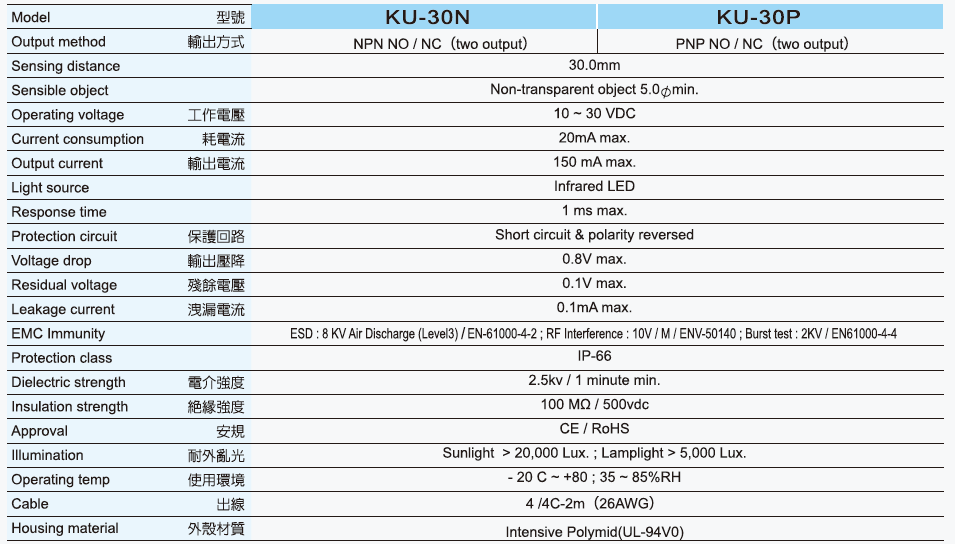 Model 型號 KU-30N KU-30P
Output method 輸出方式 NPN NO / NC（two output） PNP NO / NC（two output）
Sensing distance 30.0mm
Sensible object Non-transparent object 5.0ϕmin.
Operating voltage 工作電壓 10 ~ 30 VDC
Current consumption 耗電流 20mA max.
Output current 輸出電流 150 mA max.
Light source Infrared LED
Response time 1 ms max.
Protection circuit 保護回路 Short circuit & polarity reversed
Voltage drop 輸出壓降 0.8V max.
Residual voltage 殘餘電壓 0.1V max.
Leakage current 洩漏電流 0.1mA max.
EMC Immunity ESD : 8 KV Air Discharge (Level3) / EN-61000-4-2 ; RF Interference : 10V / M / ENV-50140 ; Burst test : 2KV / EN61000-4-4
Protection class IP-66
Dielectric strength 電介強度 2.5kv / 1 minute min.
Insulation strength 絕緣強度 100 MΩ / 500vdc
Approval 安規 CE / RoHS
Illumination 耐外亂光 Sunlight > 20,000 Lux. ; Lamplight > 5,000 Lux.
Operating temp 使用環境 - 20 C ~ +80 ; 35 ~ 85%RH
Cable 出線 4 /4C-2m（26AWG）
Housing material 外殼材質 Intensive Polymid(UL-94V0)